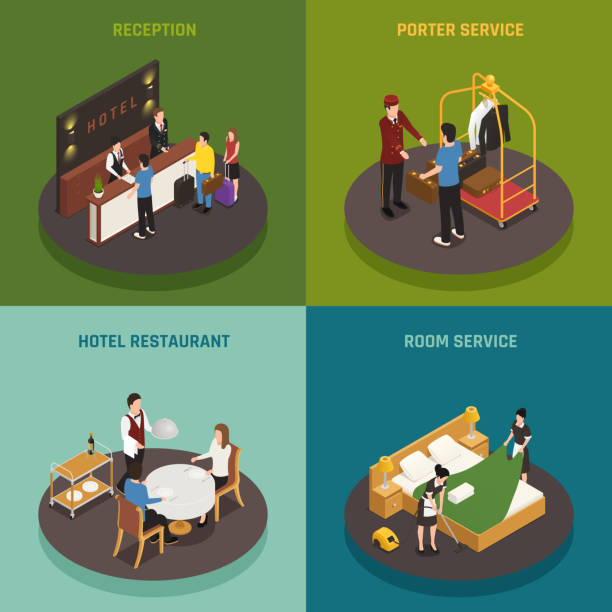 RECEPTION
HOTEL
PORTER SERVICE
HOTEL RESTAURANT
ROOM SERVICE